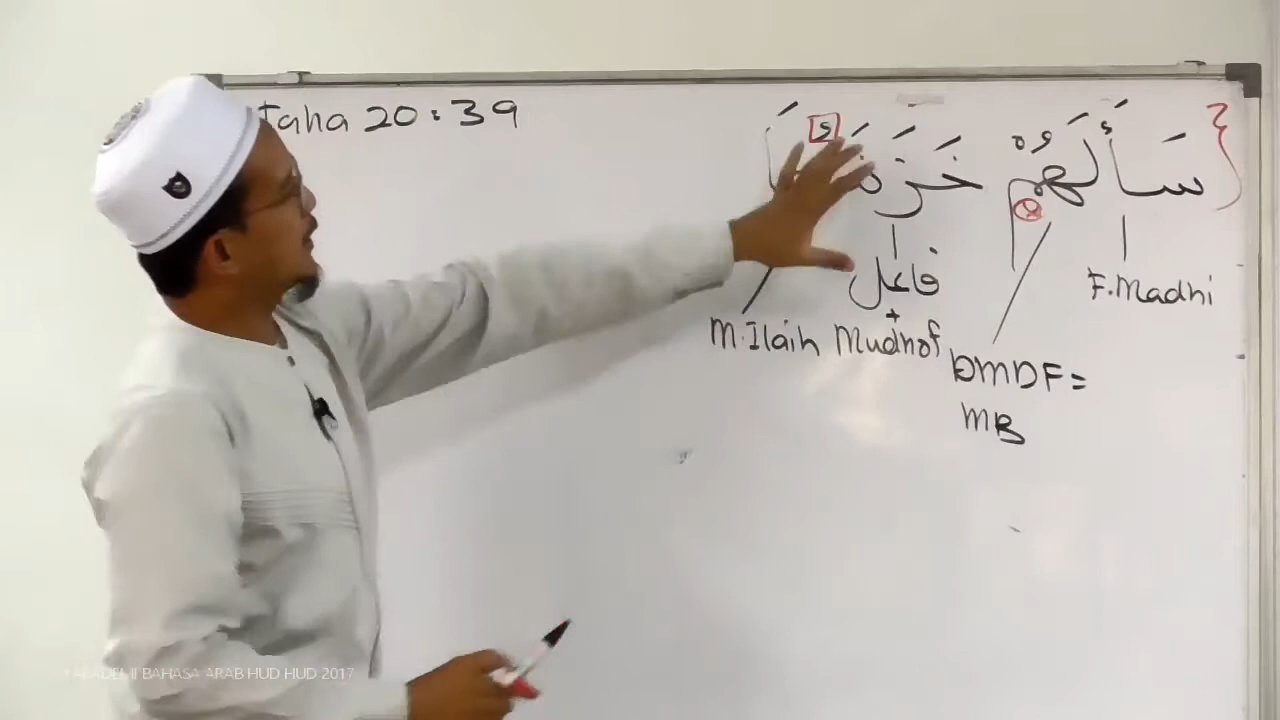 Taha 20:39
سَأَلَهُمْ خَزَنَتُهَا
فاعل
F.Madhi
+
M.Ilaih Mudhof
DMDF =
MB
AKADEMI BAHASA ARAB HUD HUD 2017